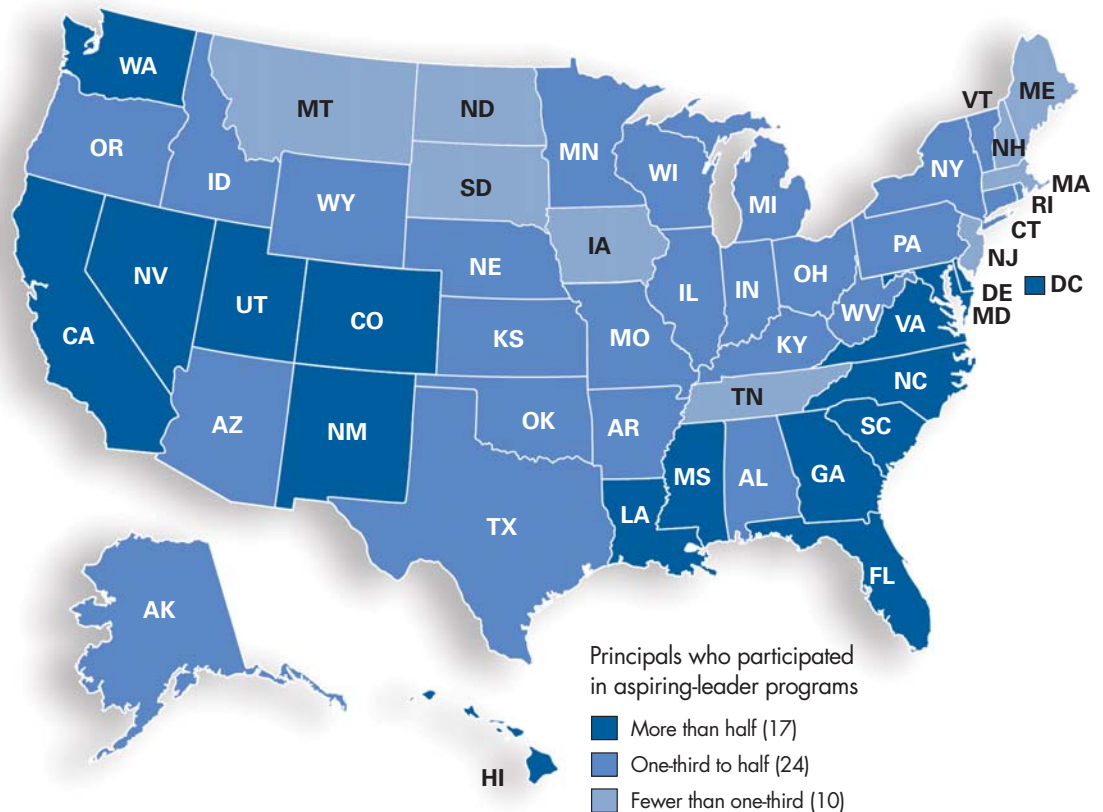 WA
MT
ND
VT
ME
OR
ID
MN
NH
SD
WI
NY
WY
MA
MI
RI
CT
IA
PA
NE
NJ
NV
OH
UT
IL
IN
DE
DC
MD
CO
WV
VA
CA
KS
MO
KY
NC
TN
AZ
NM
OK
AR
SC
MS
AL
GA
LA
TX
FL
AK
HI
Principals who participated
in aspiring-leader programs
More than half (17)
One-third to half (24)
Fewer than one-third (10)